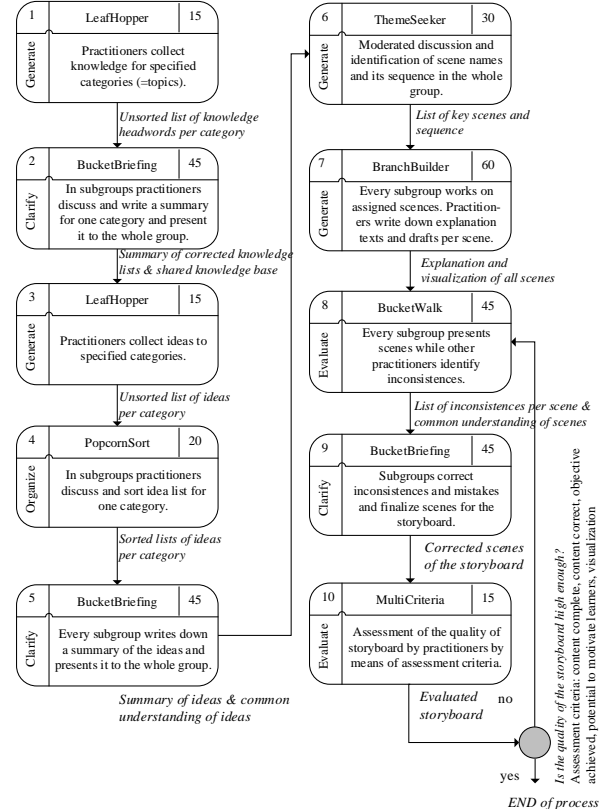 1 LeafHopper 15
Generate
Practitioners collect
knowledge for specified
categories (=topics).
Unsorted list of knowledge
headwords per category
2 BucketBriefing 45
Clarify
In subgroups practitioners
discuss and write a summary
for one category and present
it to the whole group.
Summary of corrected knowledge
lists & shared knowledge base
3 LeafHopper 15
Generate
Practitioners collect ideas to
specified categories.
Unsorted list of ideas
per category
4 PopcornSort 20
Organize
In subgroups practitioners
discuss and sort idea list for
one category.
Sorted lists of ideas
per category
5 BucketBriefing 45
Clarify
Every subgroup writes down
a summary of the ideas and
presents it to the whole group.
Summary of ideas & common
understanding of ideas
6 ThemeSeeker 30
Generate
Moderated discussion and
identification of scene names
and its sequence in the whole
group.
List of key scenes and
sequence
7 BranchBuilder 60
Generate
Every subgroup works on
assigned scences. Practition-
ers write down explanation
texts and drafts per scene.
Explanation and
visualization of all scenes
8 BucketWalk 45
Evaluate
Every subgroup presents
scenes while other
practitioners identify
inconsistences.
List of inconsistences per scene &
common understanding of scenes
9 BucketBriefing 45
Clarify
Subgroups correct
inconsistences and mistakes
and finalize scenes for the
storyboard.
Corrected scenes
of the storyboard
10 MultiCriteria 15
Evaluate
Assessment of the quality of
storyboard by practitioners by
means of assessment criteria.
Evaluated
storyboard
no
Is the quality of the storyboard high enough?
Assessment criteria: content complete, content correct, objective
achieved, potential to motivate learners, visualization
yes
END of process